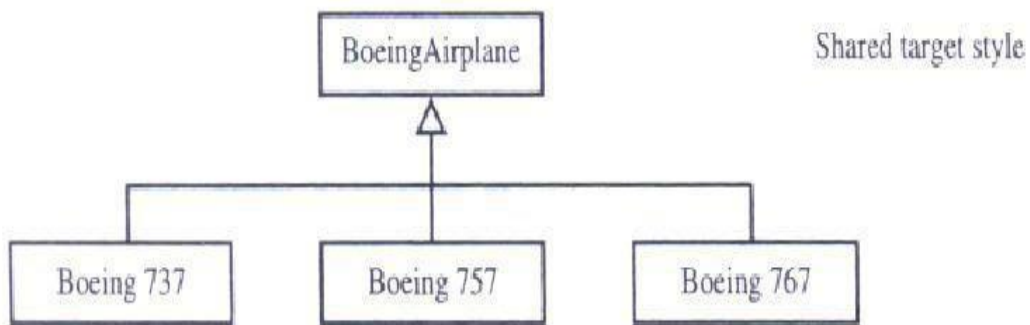 BoeingAirplane
Shared target style
Boeing 737
Boeing 757
Boeing 767